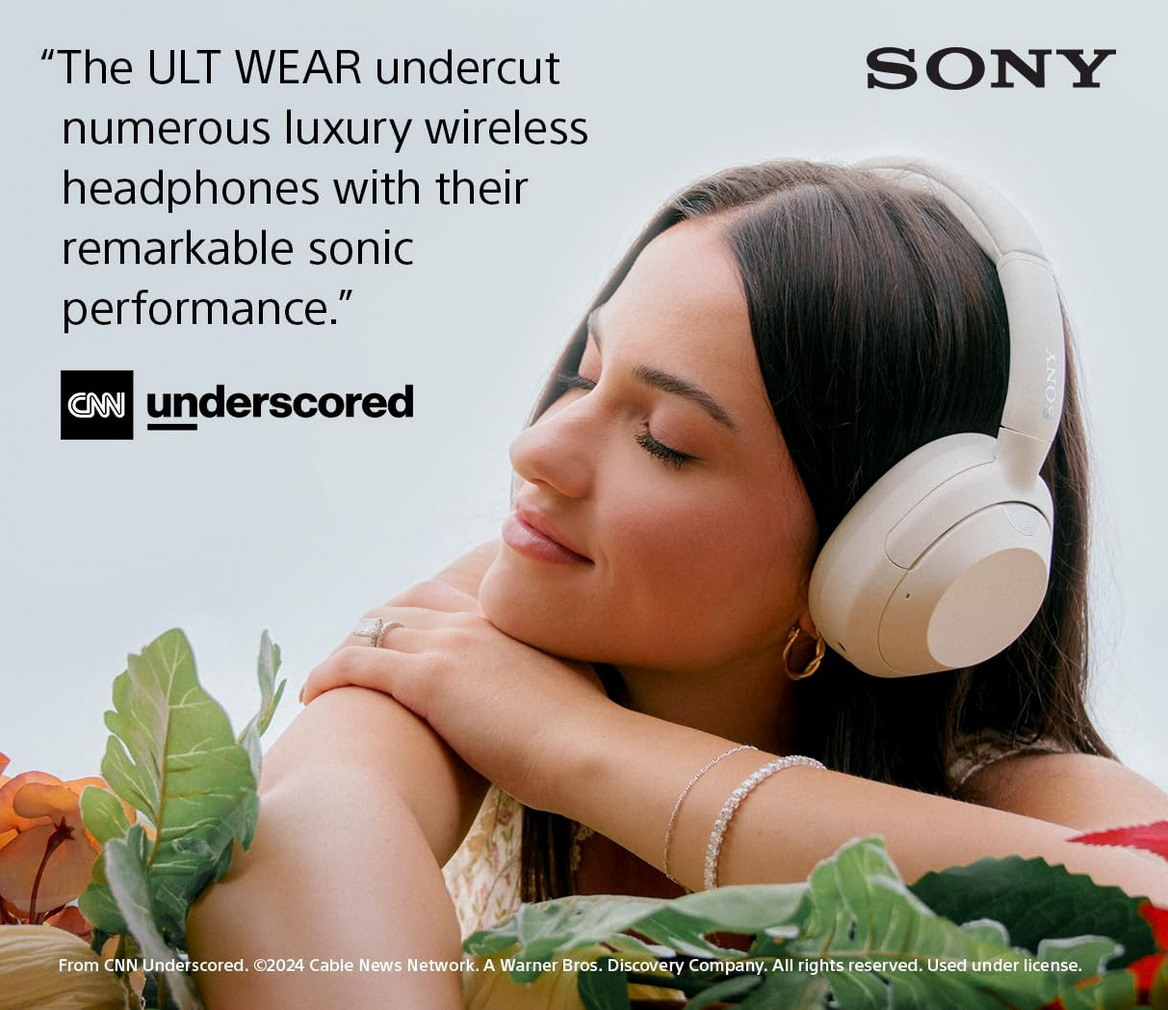 “The ULT WEAR undercut
numerous luxury wireless
headphones with their
remarkable sonic
performance.”
SONY
CNN underscored
SONY
From CNN Underscored. ©2024 Cable News Network. A Warner Bros. Discovery Company. All rights reserved. Used under license.